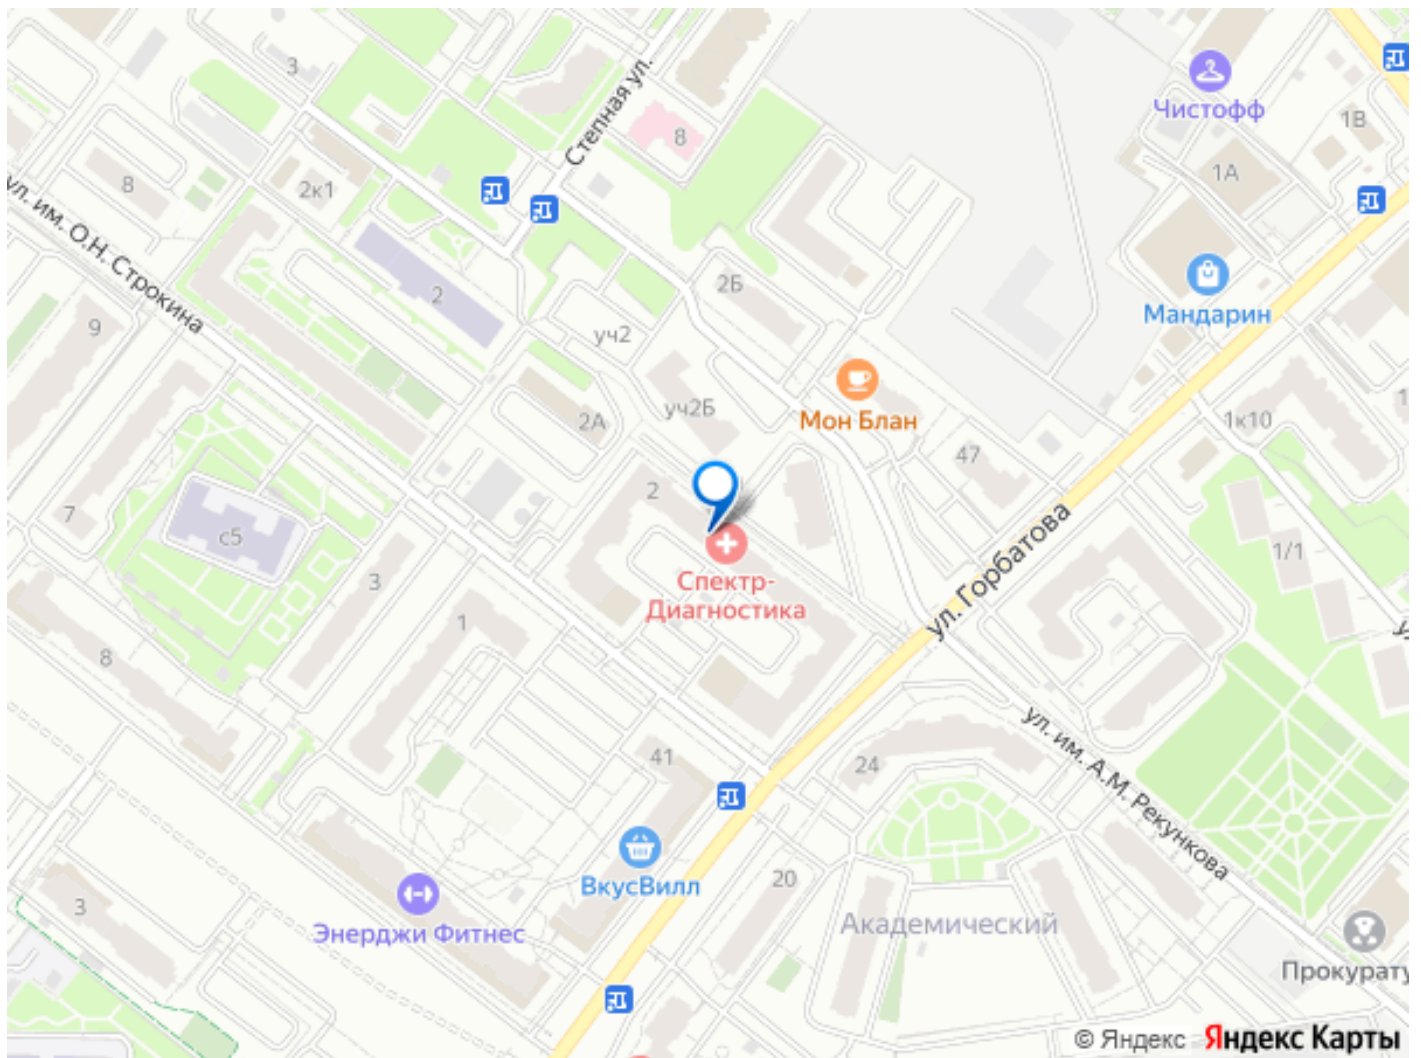 3
Степная ул.
8
Чистофф
1В
8
2к1
1А
ул. им. О.Н. Строкина
2
2Б
Мандарин
9
уч2
уч2Б
Мон Блан
2А
1к10
47
2
7
с5
1/1
3
Спектр-
Диагностика
ул. Горбатова
1
8
41
24
ул. им. А.М. Рекункова
ВкусВилл
20
3
Энерджи Фитнес
Академический
Прокурату
© Яндекс Яндекс Карты